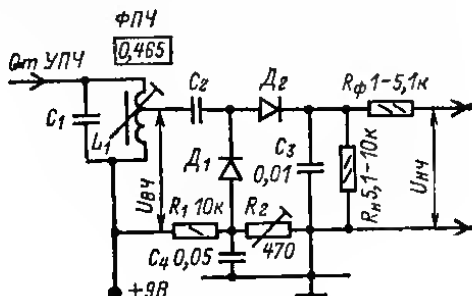 ФПЧ
0,465
От УПЧ
C1
L1
C2
Д2
Rф 1-5,1к
Uвч
Д1
C3
0,01
Rн 5,1-10к
Uнч
R1 10к
R2
470
C4 0,05
+9В